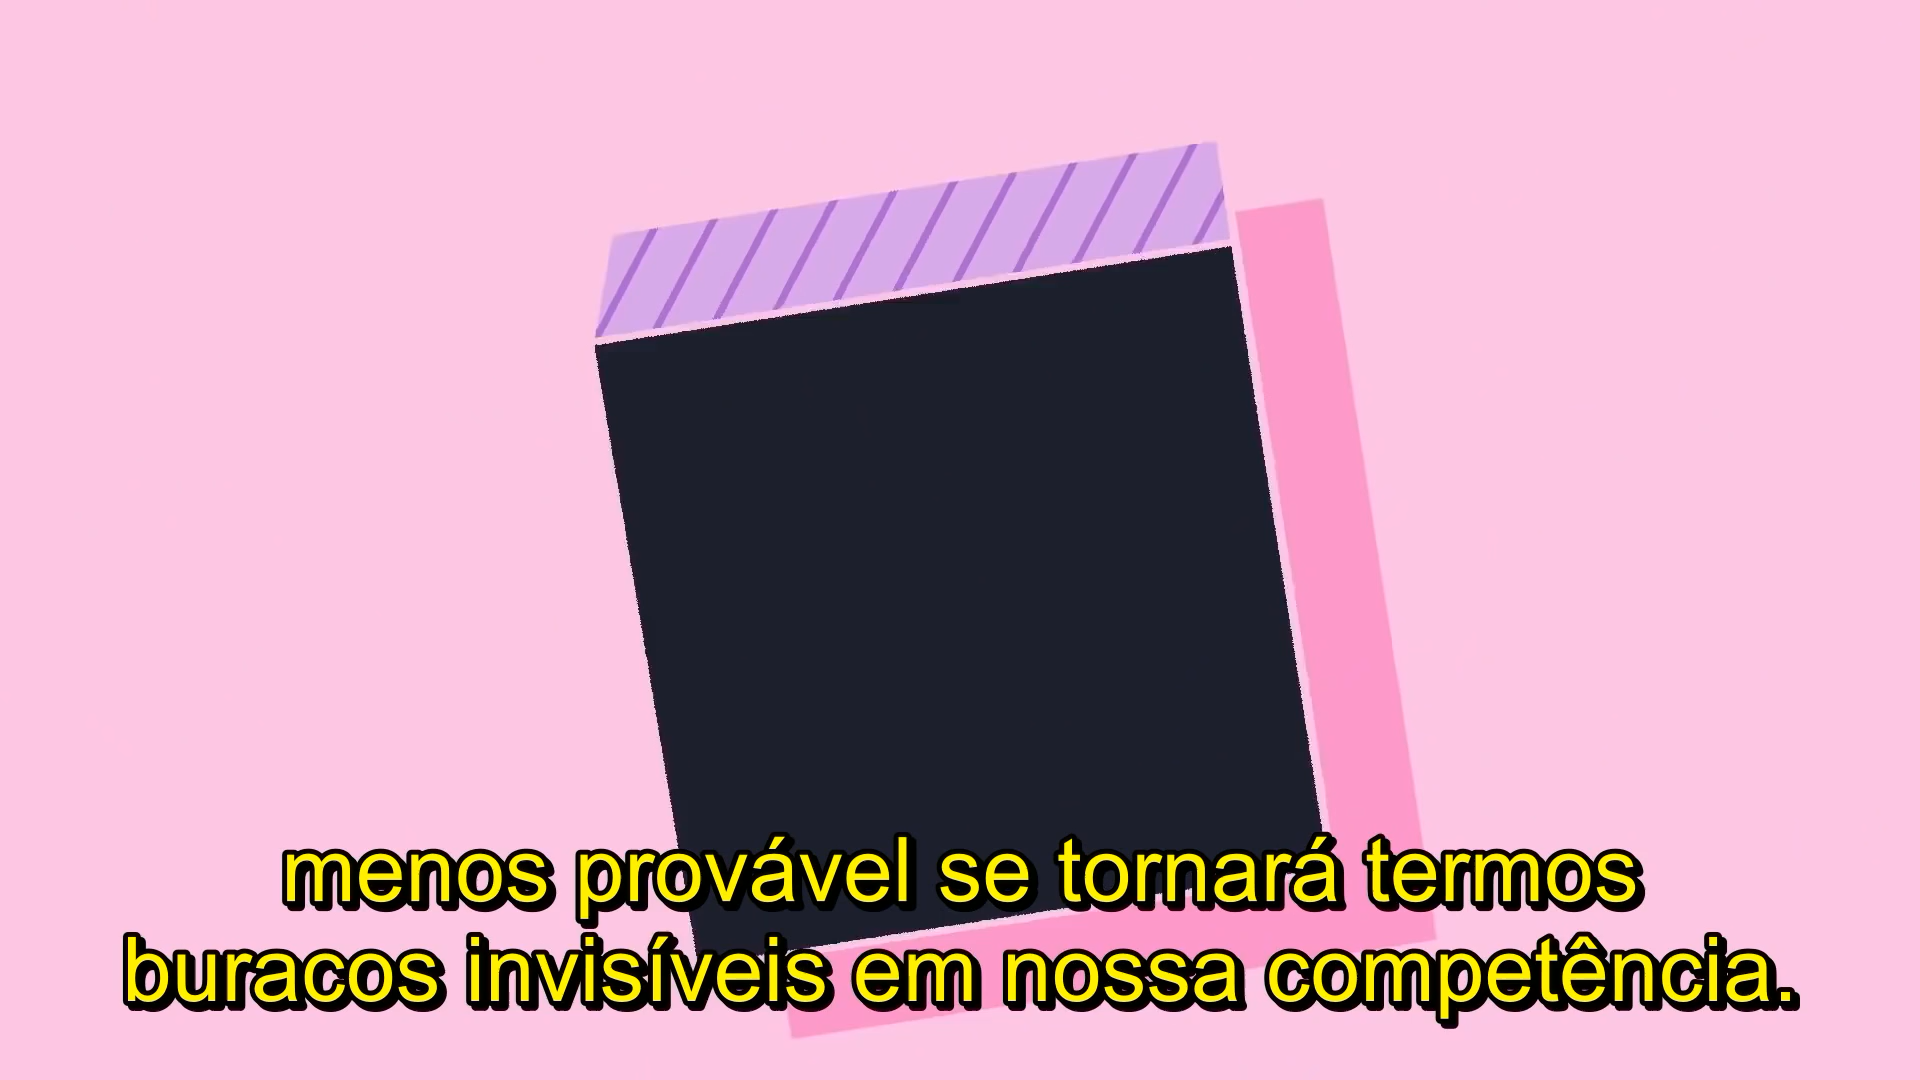 menos provável se tornará termos
buracos invisíveis em nossa competência.